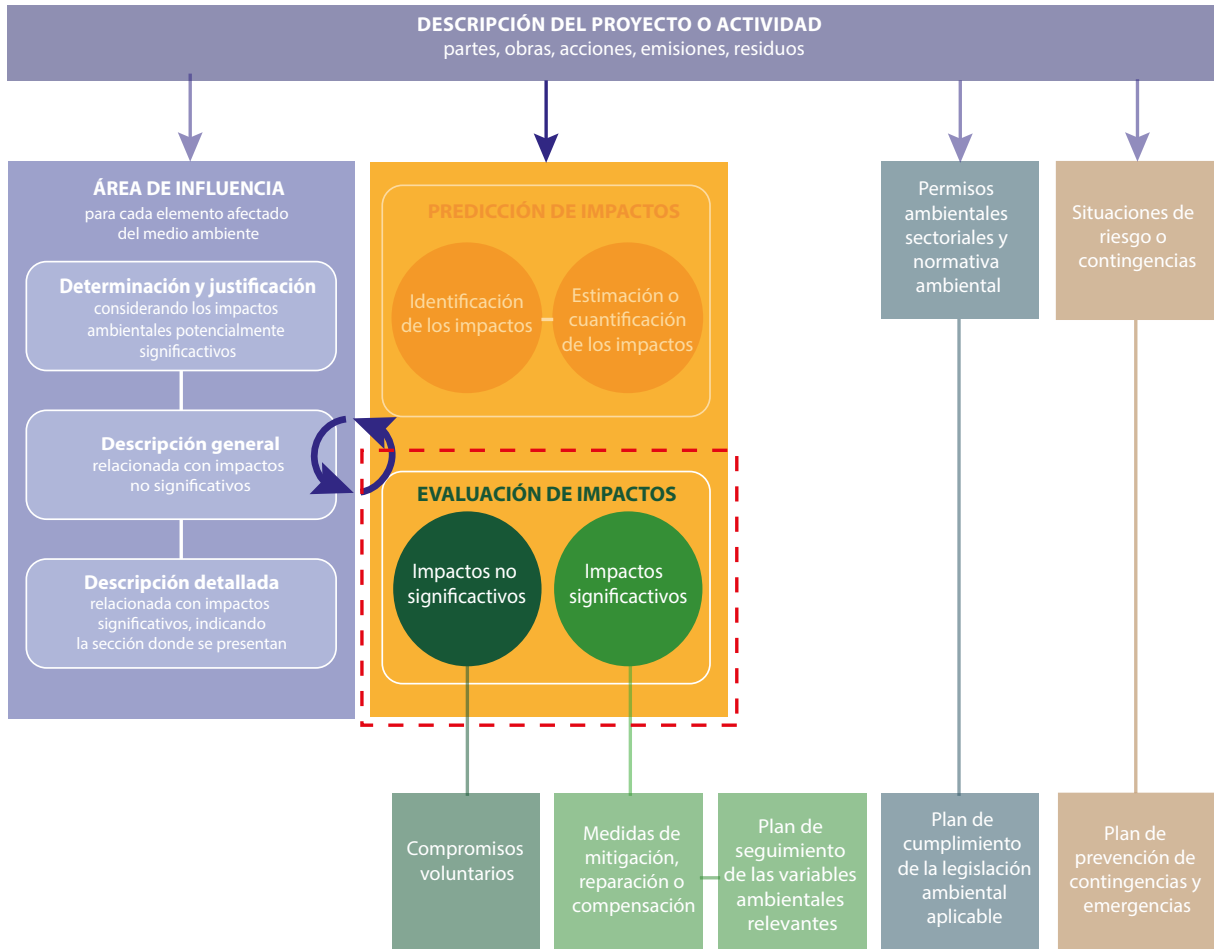 DESCRIPCIÓN DEL PROYECTO O ACTIVIDAD
partes, obras, acciones, emisiones, residuos
ÁREA DE INFLUENCIA
para cada elemento afectado
del medio ambiente
Determinación y justificación
considerando los impactos
ambientales potencialmente
significactivos
Descripción general
relacionada con impactos
no significativos
Descripción detallada
relacionada con impactos
significativos, indicando
la sección donde se presentan
PREDICCIÓN DE IMPACTOS
Identificación
de los impactos
Estimación o
cuantificación
de los impactos
EVALUACIÓN DE IMPACTOS
Impactos no
significactivos
Impactos
significactivos
Permisos
ambientales
sectoriales y
normativa
ambiental
Situaciones de
riesgo o
contingencias
Compromisos
voluntarios
Medidas de
mitigación,
reparación o
compensación
Plan de
seguimiento
de las variables
ambientales
relevantes
Plan de
cumplimiento
de la legislación
ambiental
aplicable
Plan de
prevención de
contingencias y
emergencias